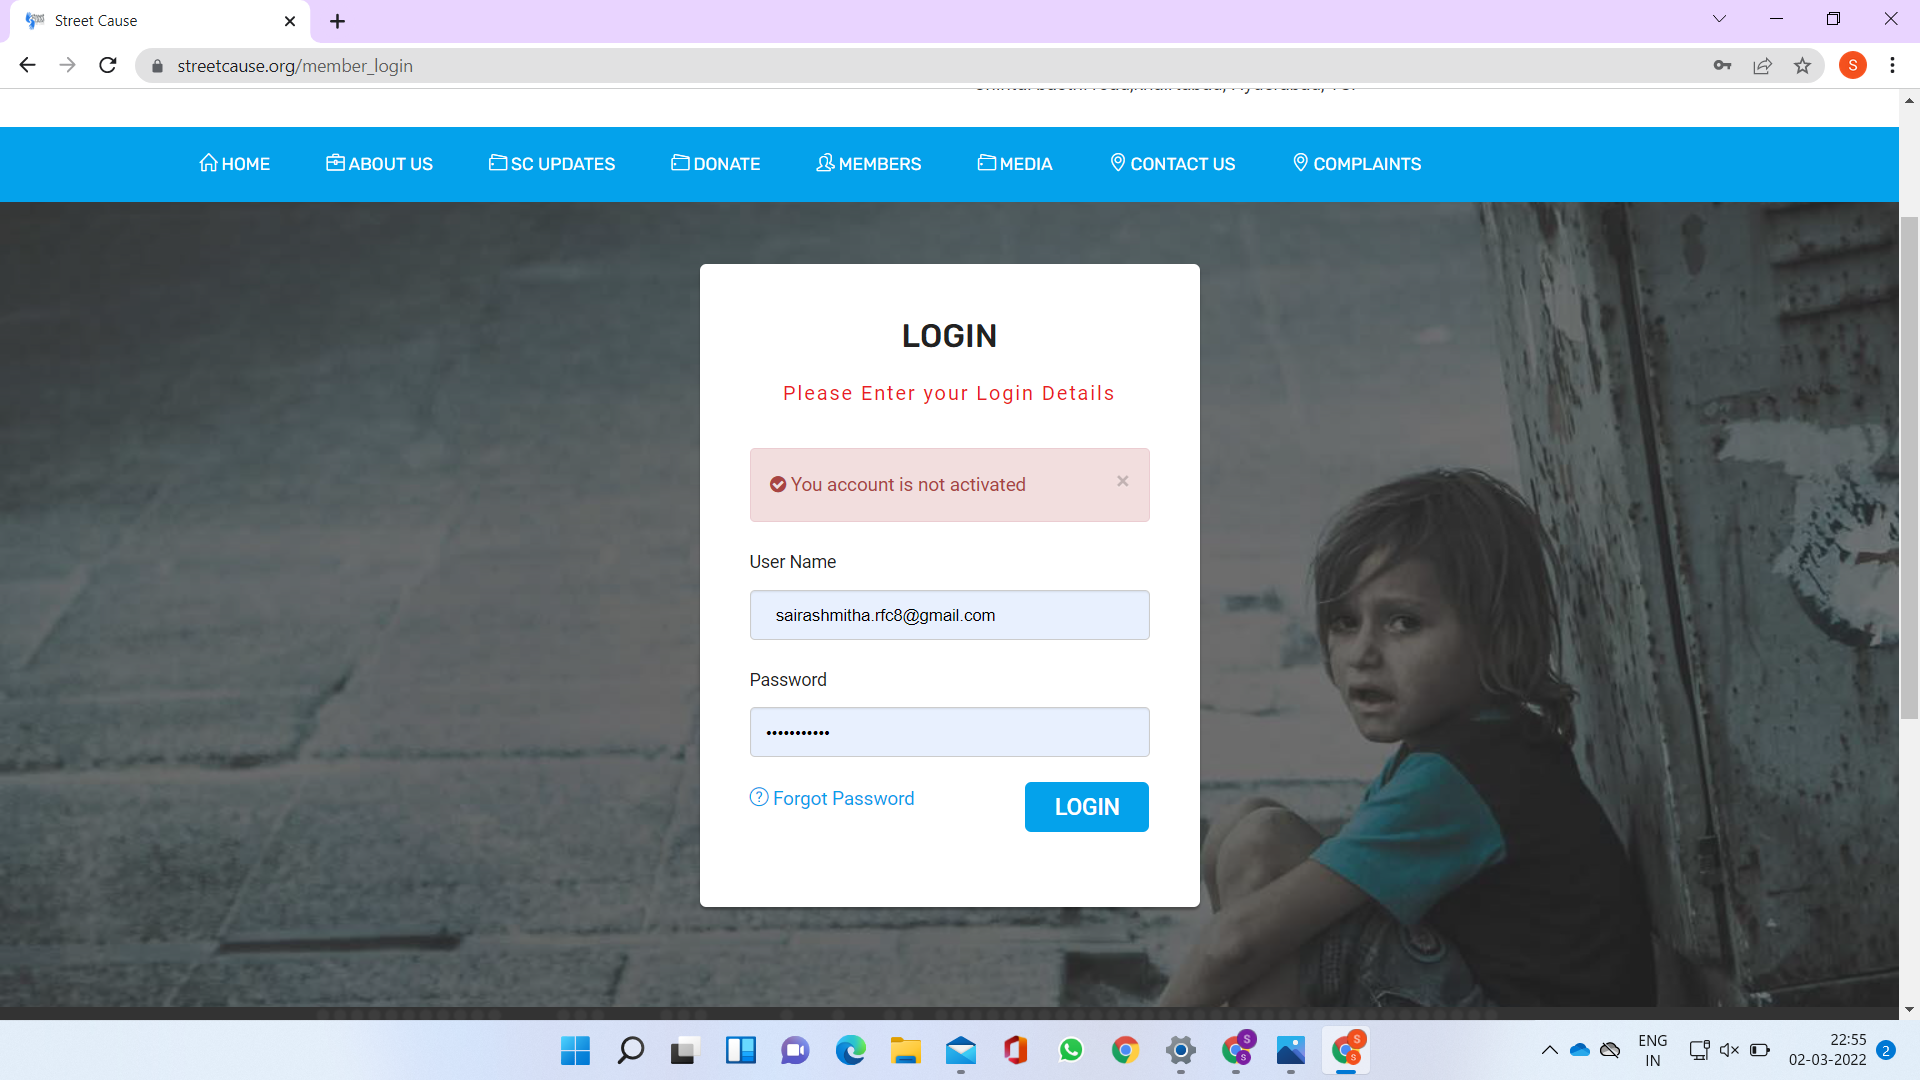 Street Cause
streetcause.org/member_login
S
HOME ABOUT US SC UPDATES DONATE MEMBERS MEDIA CONTACT US COMPLAINTS
LOGIN
Please Enter your Login Details
You account is not activated ×
User Name
sairashmitha.rfc8@gmail.com
Password
•••••••••••
? Forgot Password
LOGIN
ENG
IN
22:55
02-03-2022
2